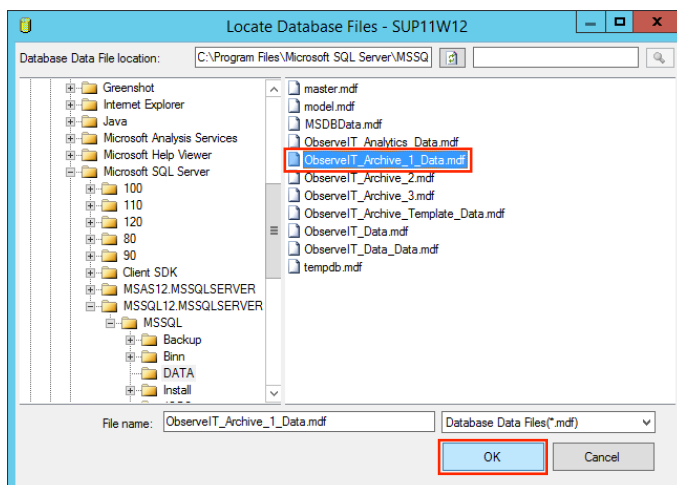 Locate Database Files - SUP11W12
Database Data File location:
C:\Program Files\Microsoft SQL Server\MSSQ
Greenshot
Internet Explorer
Java
Microsoft Analysis Services
Microsoft Help Viewer
Microsoft SQL Server
100
110
120
80
90
Client SDK
MSAS12.MSSQLSERVER
MSSQL12.MSSQLSERVER
MSSQL
Backup
Binn
DATA
Install
master.mdf
model.mdf
MSDBData.mdf
ObserveIT_Analytics_Data.mdf
ObserveIT_Archive_1_Data.mdf
ObserveIT_Archive_2.mdf
ObserveIT_Archive_3.mdf
ObserveIT_Archive_Template_Data.mdf
ObserveIT_Data.mdf
ObserveIT_Data_Data.mdf
tempdb.mdf
File name:
ObserveIT_Archive_1_Data.mdf
Database Data Files(*.mdf)
OK
Cancel